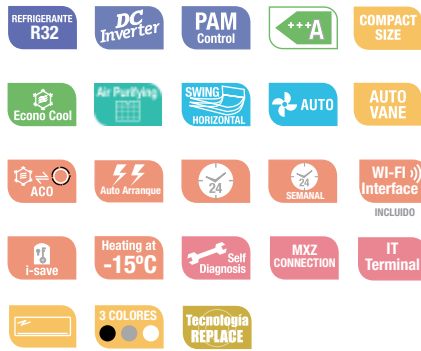 REFRIGERANTE
R32
DC
Inverter
PAM
Control
+++A
COMPACT
SIZE
Econo Cool
Air Purifying
SWING
HORIZONTAL
AUTO
AUTO
VANE
ACO
Auto Arranque
24
24
SEMANAL
WI-FI
Interface
INCLUIDO
i-save
Heating at
-15ºC
Self
Diagnosis
MXZ
CONNECTION
IT
Terminal
3 COLORES
Tecnología
REPLACE